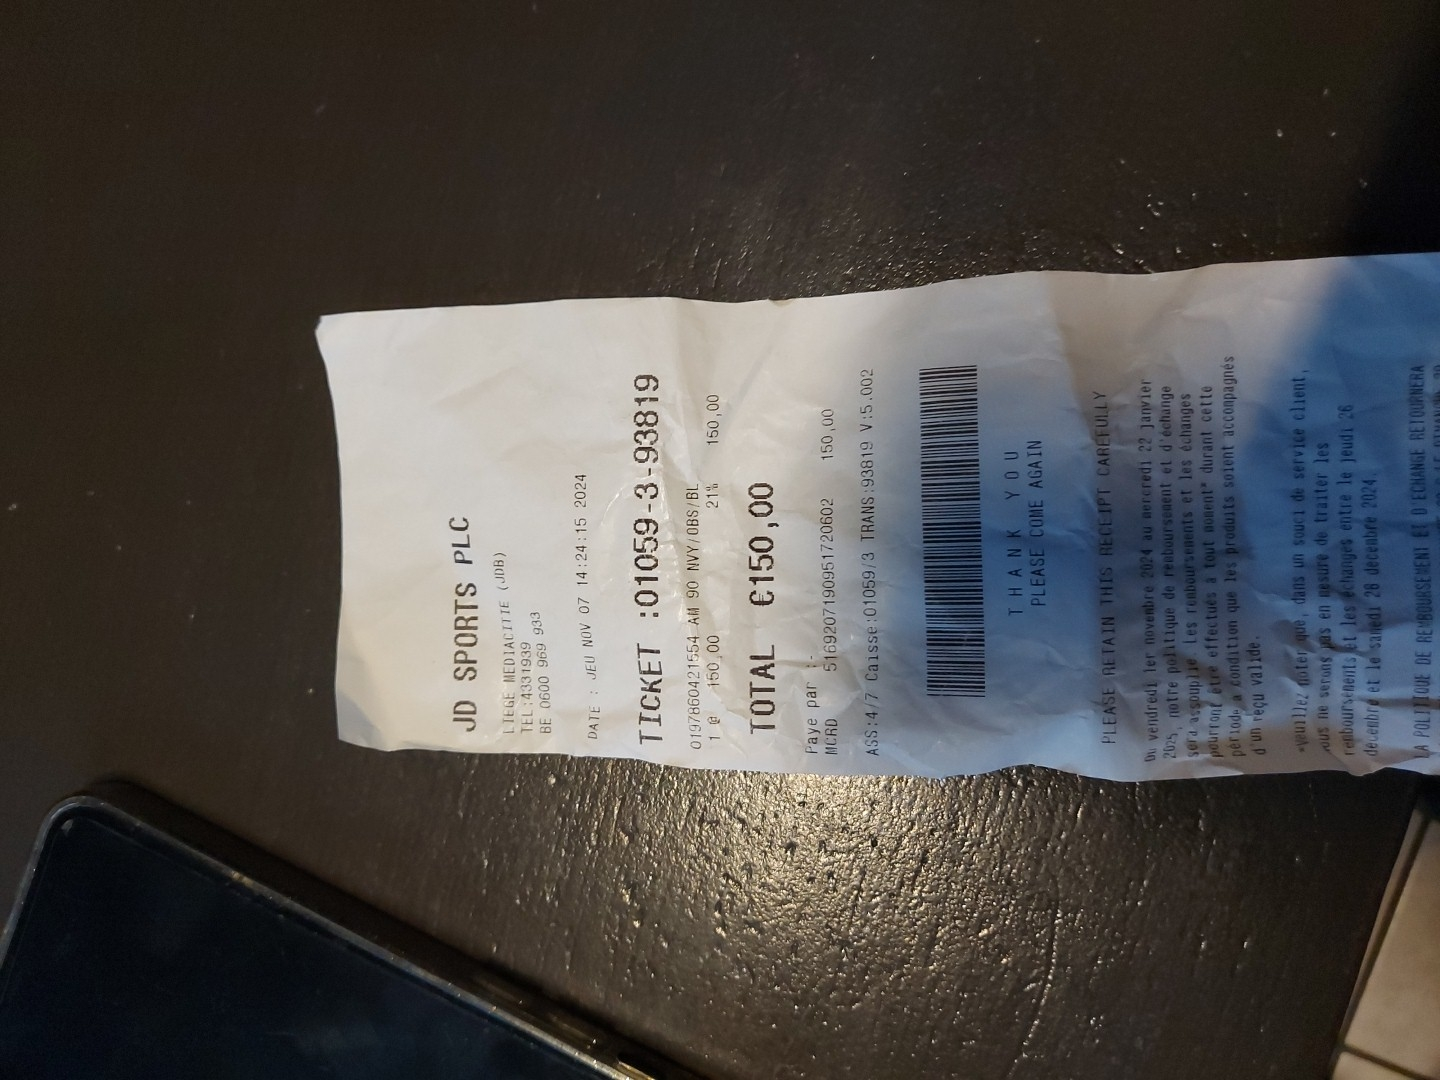 JD SPORTS PLC
LIEGE MEDIACITE (JDB)
TEL:4331939
BE 0600 969 933
DATE : JEU NOV 07 14:24:15 2024
TICKET :01059-3-93819
0197860421554 AM 90 NVY/OBS/BL
1 @ 150,00 21% 150,00
TOTAL €150,00
Paye par :-
MCRD 5169207190951720602 150,00
ASS:4/7 Caisse:01059/3 TRANS:93819 V:5.002
THANK YOU
PLEASE COME AGAIN
PLEASE RETAIN THIS RECEIPT CAREFULLY
Du vendredi 1er novembre 2024 au mercredi 22 janvier
2025, notre politique de remboursement et d'échange
sera assouplie. Les remboursements et les échanges
pourront être effectués à tout moment* durant cette
période, à condition que les produits soient accompagnés
d'un reçu valide.
*Veuillez noter que, dans un souci de service client,
nous ne serons pas en mesure de traiter les
remboursements et les échanges entre le jeudi 26
décembre et le samedi 28 décembre 2024.
LA POLITIQUE DE REMBOURSEMENT ET D'ÉCHANGE RETOURNERA